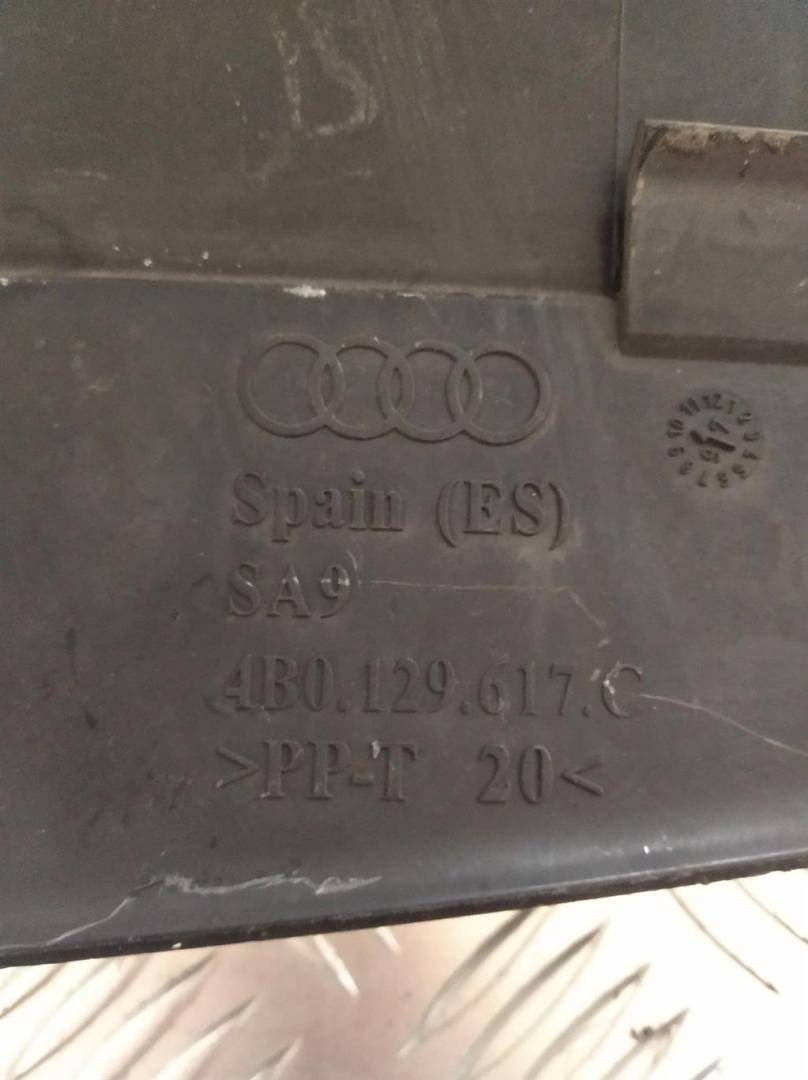 Spain (ES)
SA9
4B0.129.617.C
>PP-T 20<